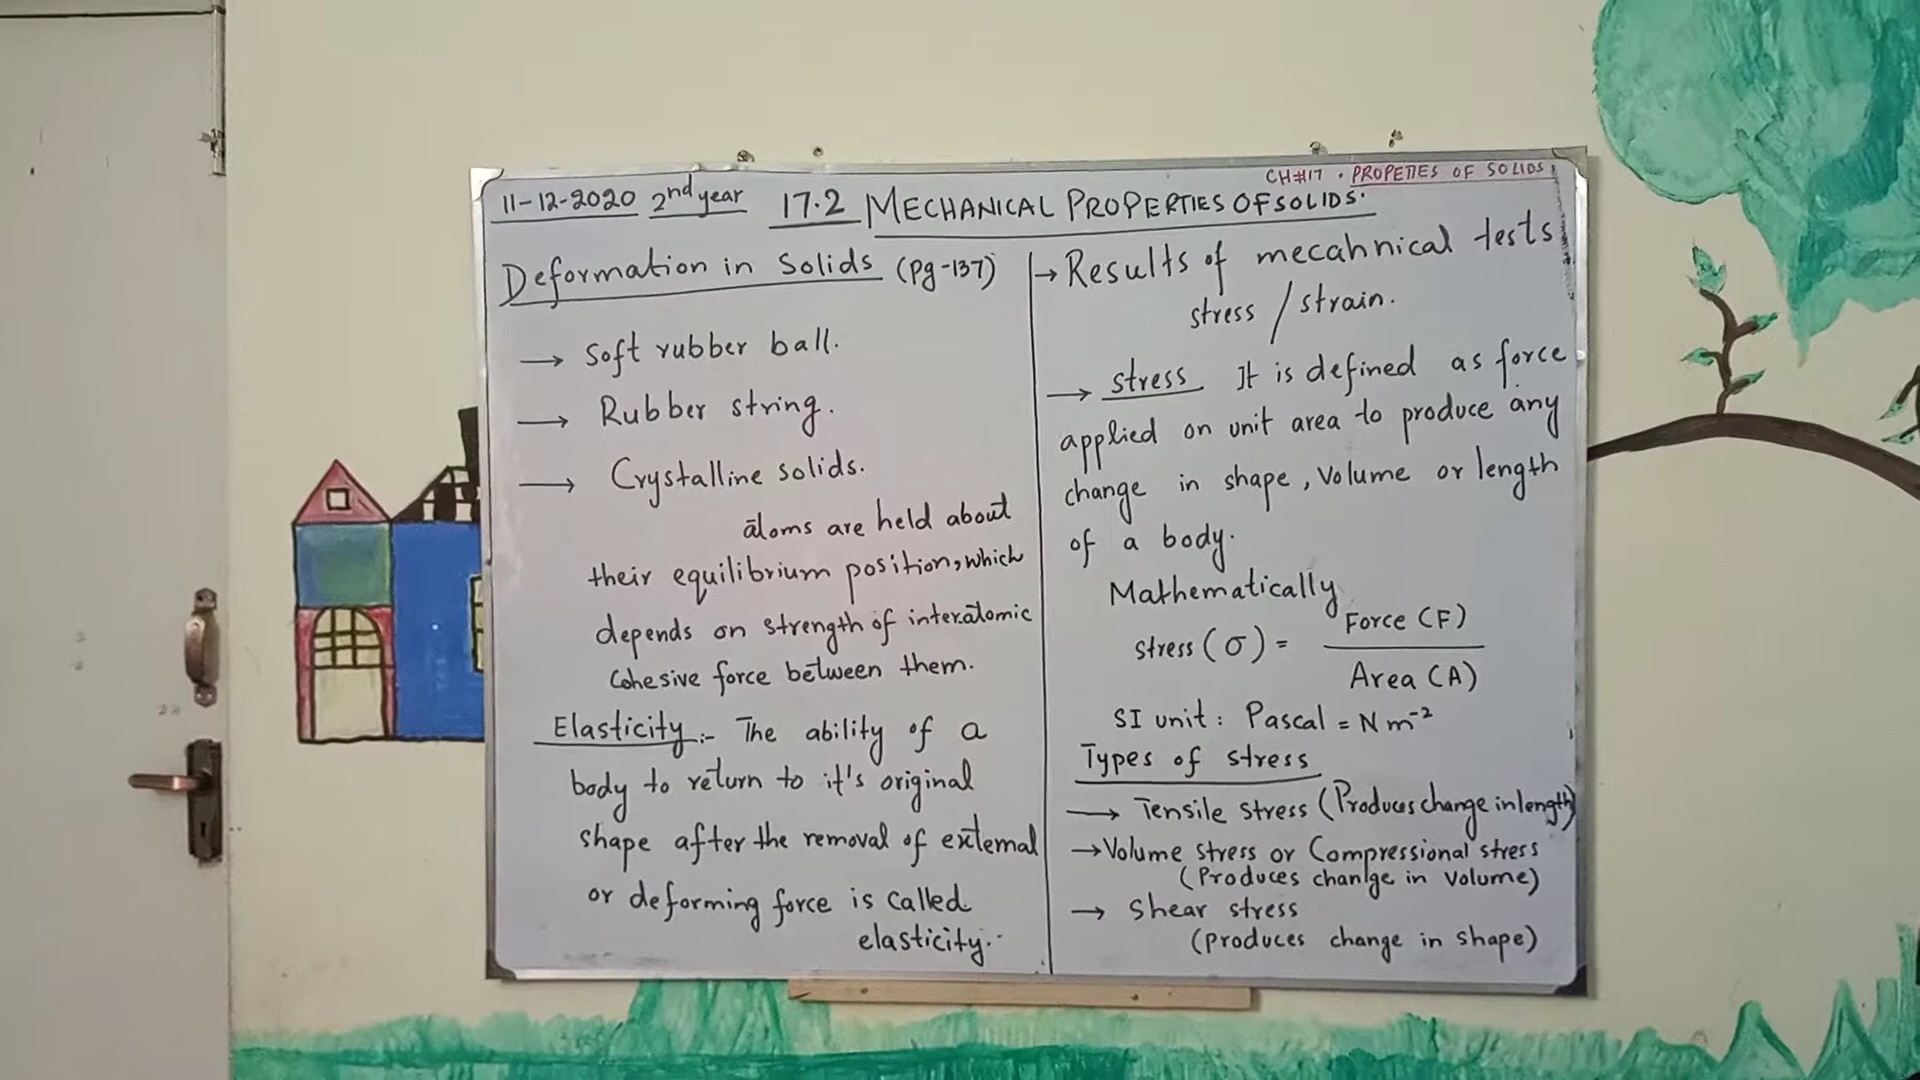 CH#17 . PROPETIES OF SOLIDS
11-12-2020 2nd year 17.2 MECHANICAL PROPERTIES OF SOLIDS.
Deformation in Solids (Pg-137)
→ Soft rubber ball.
→ Rubber string.
→ Crystalline solids.
atoms are held about
their equilibrium position, which
depends on strength of interatomic
cohesive force between them.
Elasticity:- The ability of a
body to return to it's original
shape after the removal of external
or deforming force is called
elasticity.
→ Results of mecahnical tests
stress / strain.
→ stress It is defined as force
applied on unit area to produce any
change in shape, volume or length
of a body.
Mathematically
stress (σ) = Force (F)
Area (A)
SI unit: Pascal = N m⁻²
Types of stress
→ Tensile stress (Produces change in length)
→ Volume stress or Compressional stress
(Produces change in volume)
→ Shear stress
(produces change in shape)